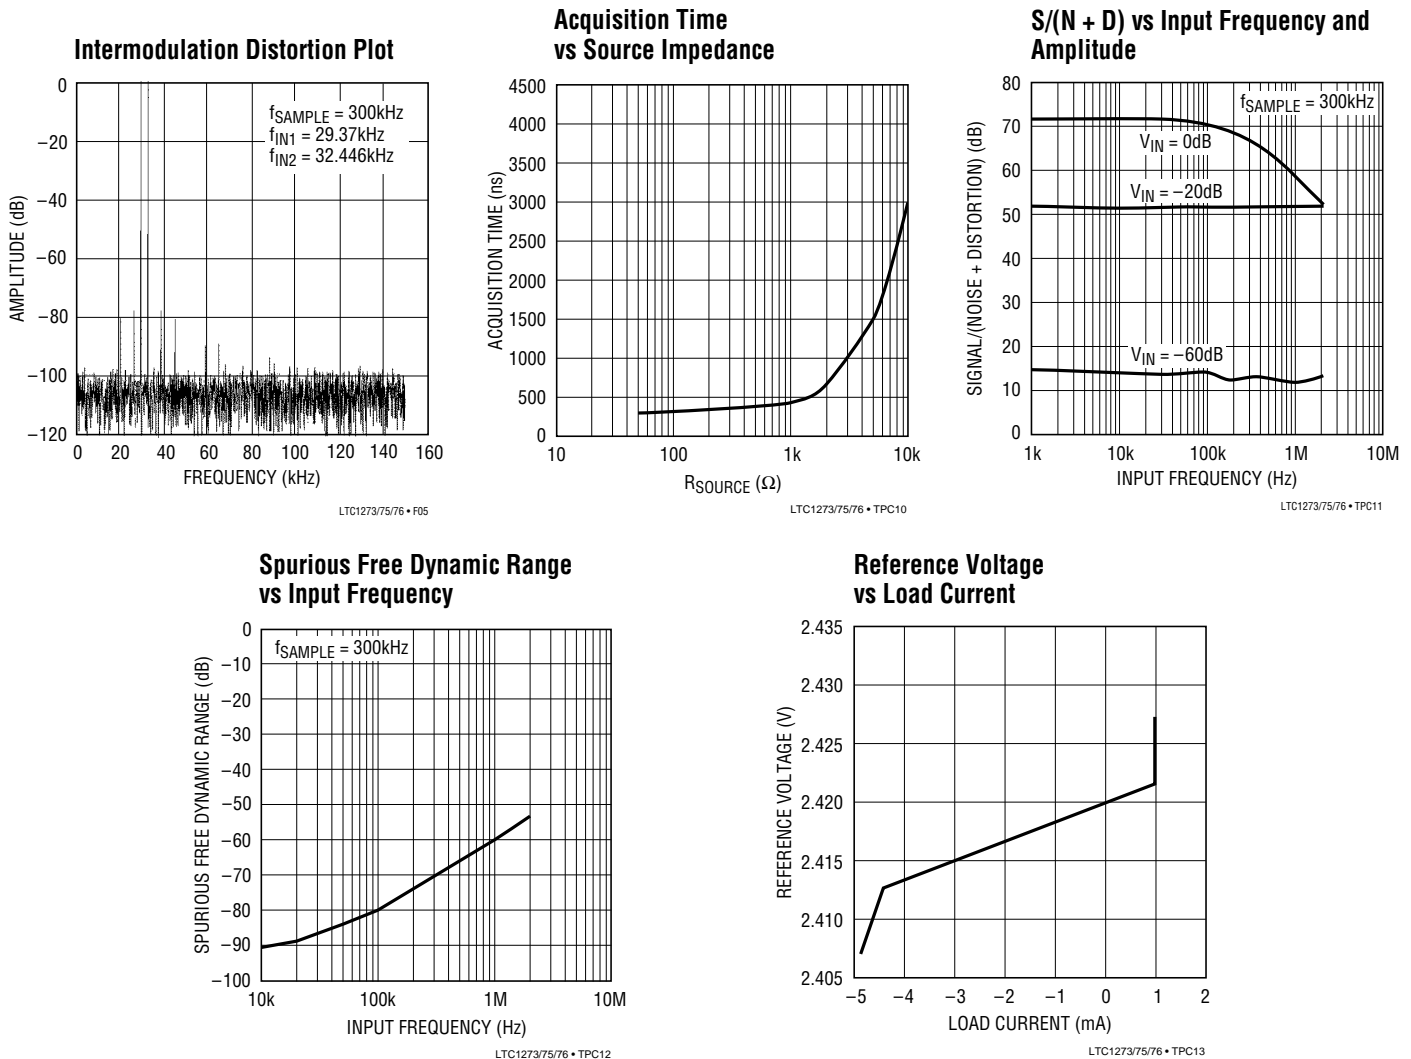 Intermodulation Distortion Plot
AMPLITUDE (dB)
0
−20
−40
−60
−80
−100
−120
fSAMPLE = 300kHz
fIN1 = 29.37kHz
fIN2 = 32.446kHz
0 20 40 60 80 100 120 140 160
FREQUENCY (kHz)
LTC1273/75/76 • F05
Acquisition Time
vs Source Impedance
ACQUISITION TIME (ns)
4500
4000
3500
3000
2500
2000
1500
1000
500
0
10 100 1k 10k
RSOURCE (Ω)
LTC1273/75/76 • TPC10
S/(N + D) vs Input Frequency and
Amplitude
SIGNAL/(NOISE + DISTORTION) (dB)
80
70
60
50
40
30
20
10
0
fSAMPLE = 300kHz
VIN = 0dB
VIN = −20dB
VIN = −60dB
1k 10k 100k 1M 10M
INPUT FREQUENCY (Hz)
LTC1273/75/76 • TPC11
Spurious Free Dynamic Range
vs Input Frequency
SPURIOUS FREE DYNAMIC RANGE (dB)
0
−10
−20
−30
−40
−50
−60
−70
−80
−90
−100
fSAMPLE = 300kHz
10k 100k 1M 10M
INPUT FREQUENCY (Hz)
LTC1273/75/76 • TPC12
Reference Voltage
vs Load Current
REFERENCE VOLTAGE (V)
2.435
2.430
2.425
2.420
2.415
2.410
2.405
−5 −4 −3 −2 −1 0 1 2
LOAD CURRENT (mA)
LTC1273/75/76 • TPC13